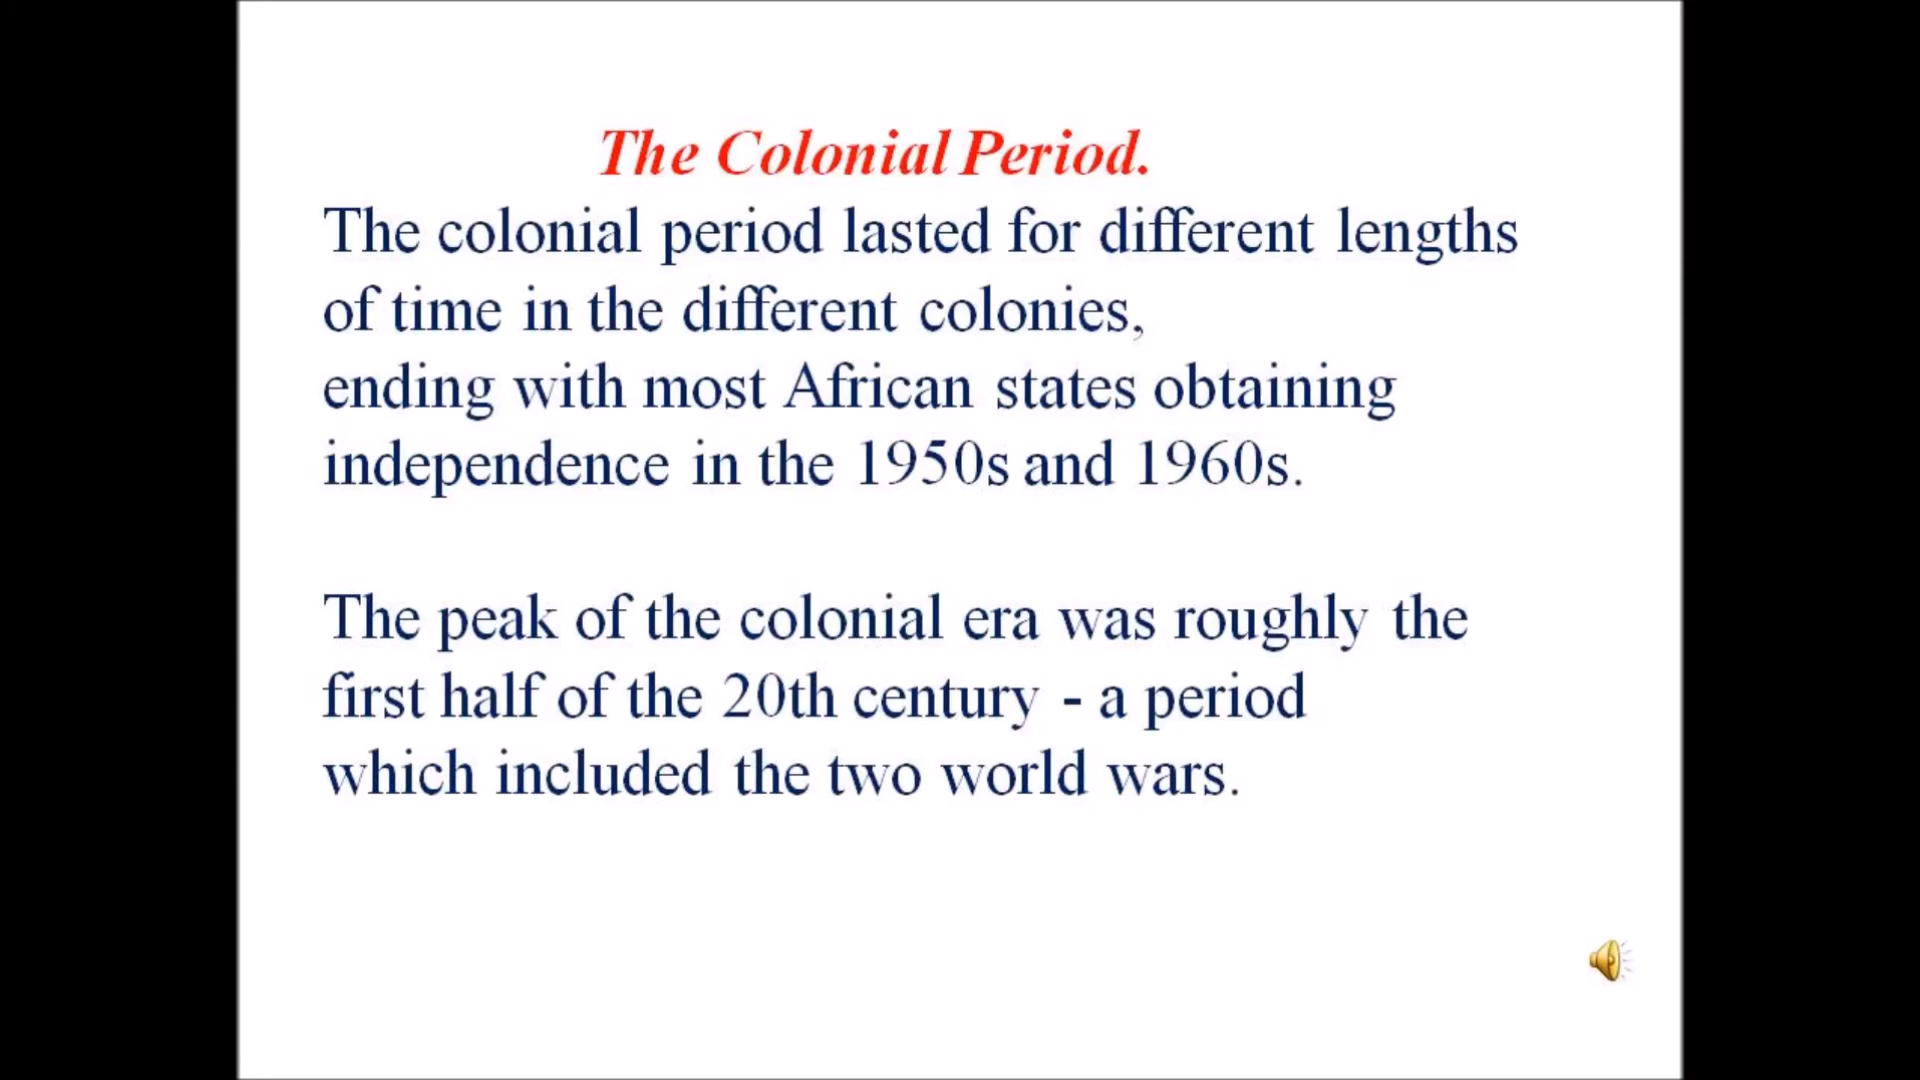 The Colonial Period.
The colonial period lasted for different lengths
of time in the different colonies,
ending with most African states obtaining
independence in the 1950s and 1960s.
The peak of the colonial era was roughly the
first half of the 20th century - a period
which included the two world wars.